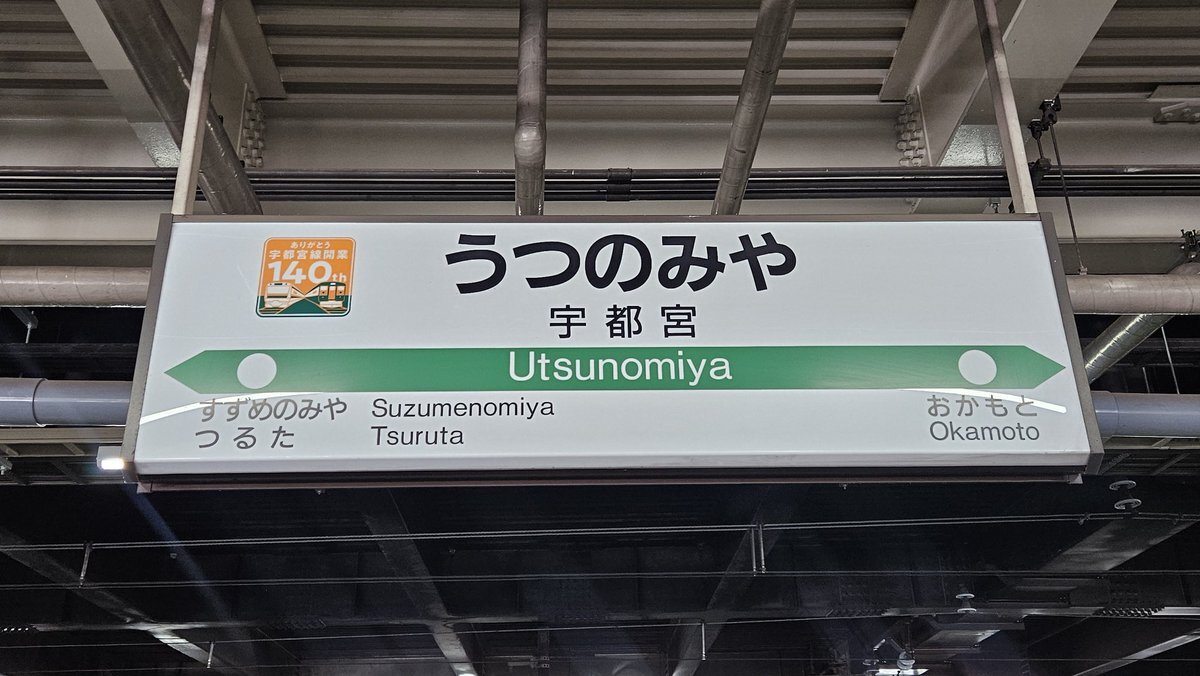 ありがとう
宇都宮線開業
140th
うつのみや
宇都宮
Utsunomiya
すずめのみや Suzumenomiya
つるた Tsuruta
おかもと
Okamoto